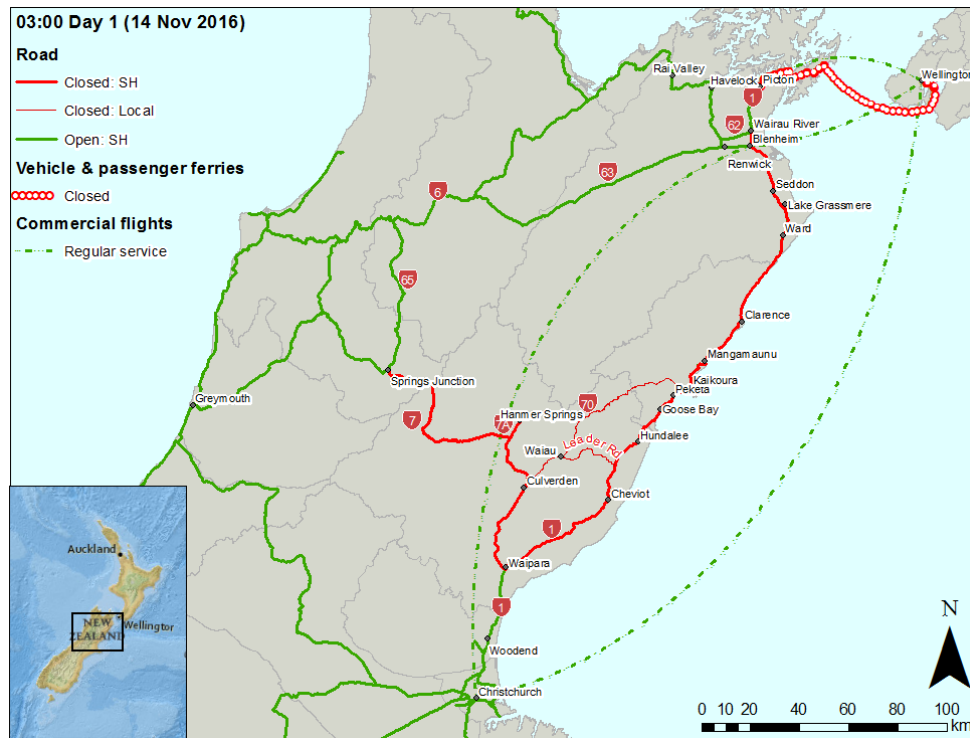 03:00 Day 1 (14 Nov 2016)
Road
Closed: SH
Closed: Local
Open: SH
Vehicle & passenger ferries
Closed
Commercial flights
Regular service
Rai Valley
Havelock
Picton
Wellington
1
62
Wairau River
Blenheim
Renwick
63
6
Seddon
Lake Grassmere
Ward
65
Clarence
Mangamaunu
Springs Junction
Kaikoura
Peketa
Greymouth
70
Goose Bay
7
7A
Hanmer Springs
Hundalee
Waiau
Leader Rd
Culverden
Cheviot
1
Waipara
1
Woodend
Christchurch
Auckland
NEW
ZEALAND
Wellington
N
0 10 20 40 60 80 100
km